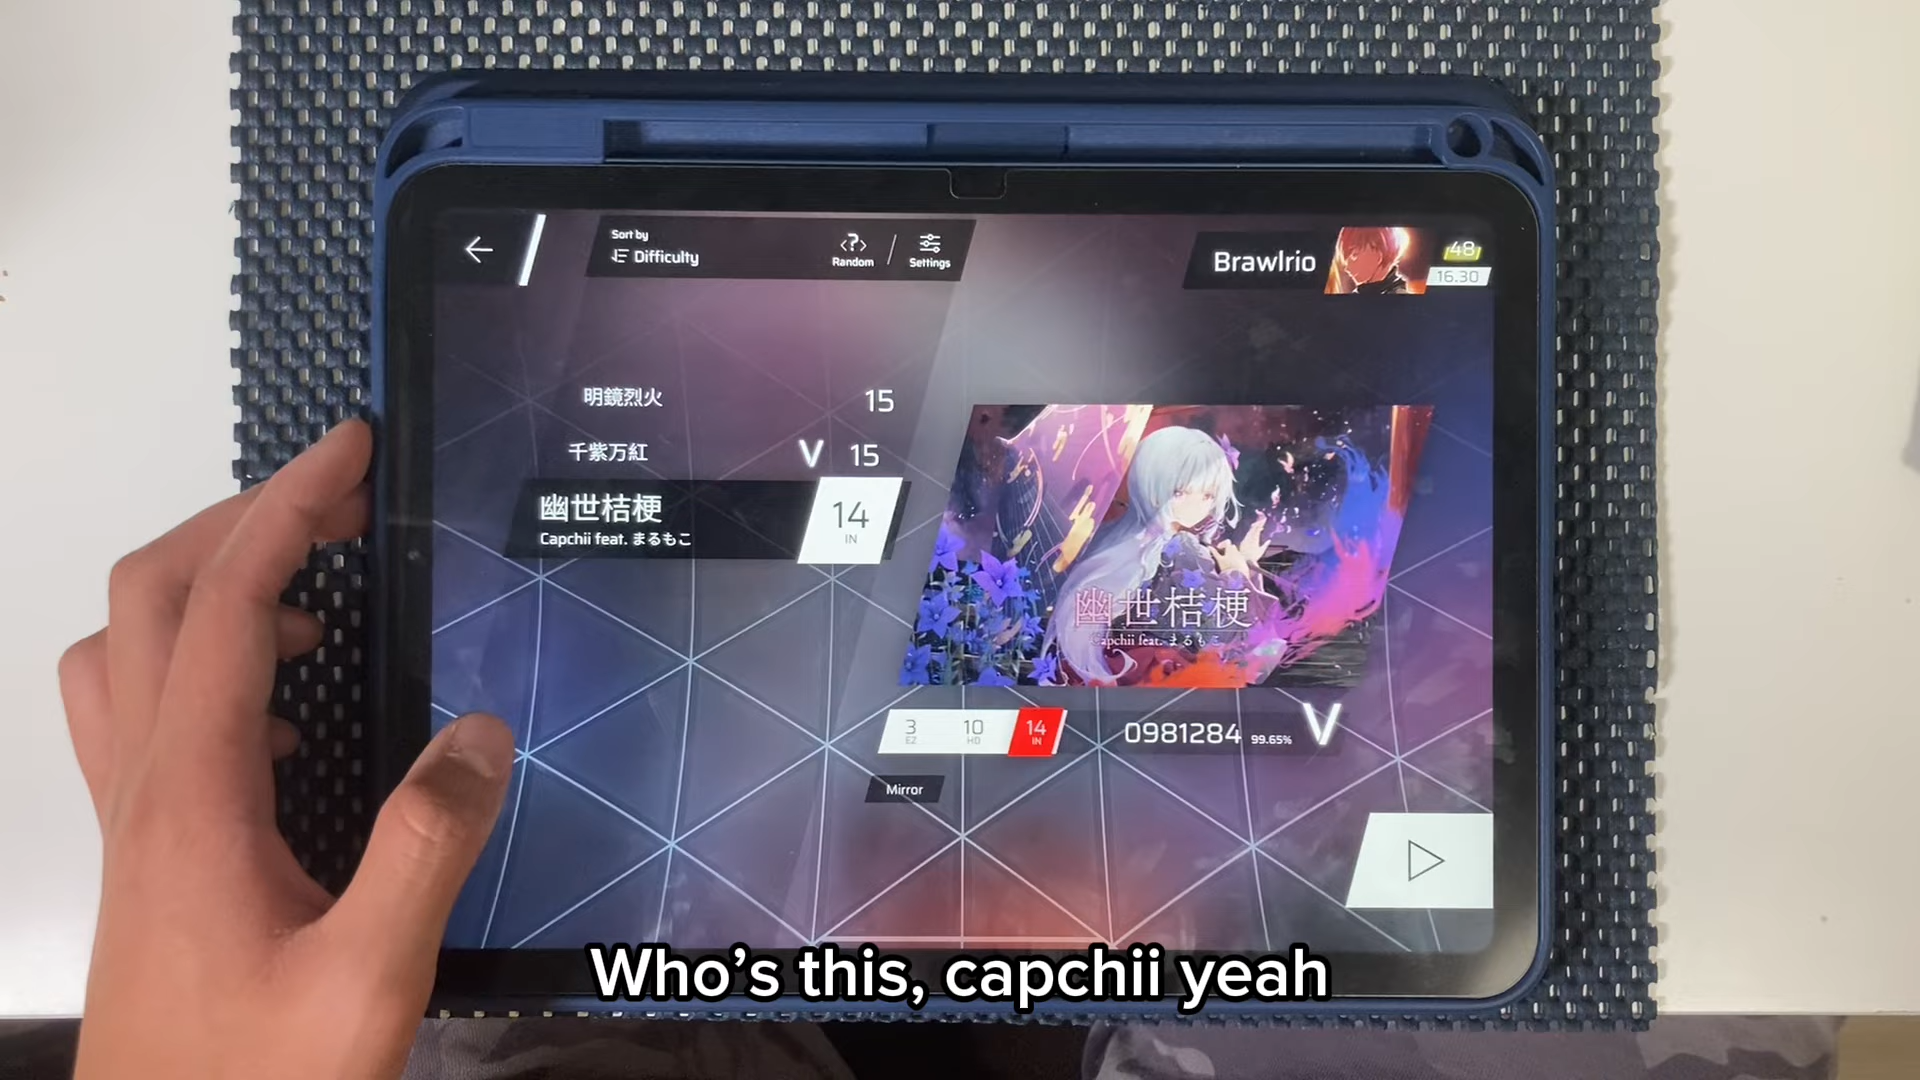 Sort by
Difficulty
Random
Settings
Brawlrio
48
16.30
明鏡烈火
15
千紫万紅
V
15
幽世桔梗
Capchii feat. まるもこ
14
IN
幽世桔梗
Capchii feat. まるもこ
3
EZ
10
HD
14
IN
0981284
99.65%
V
Mirror
Who's this, capchii yeah